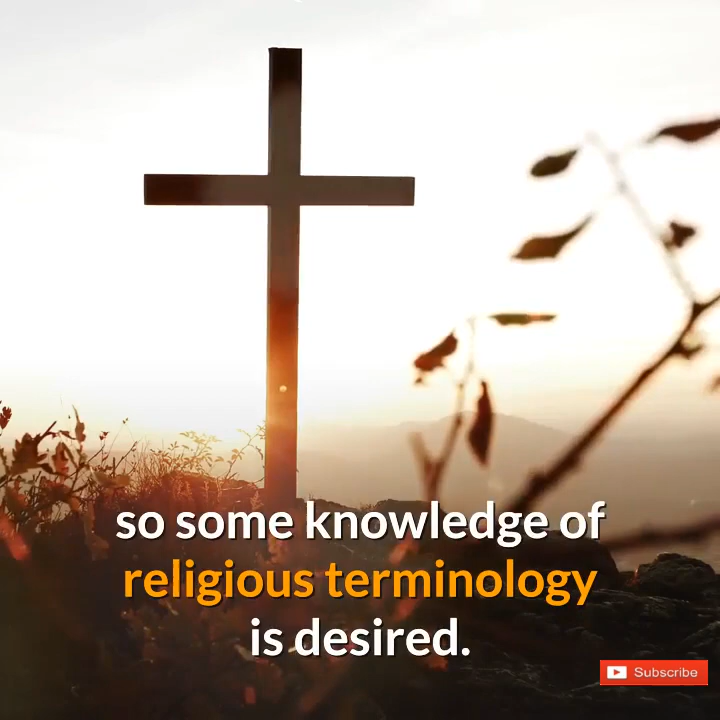 so some knowledge of
religious terminology
is desired.
Subscribe